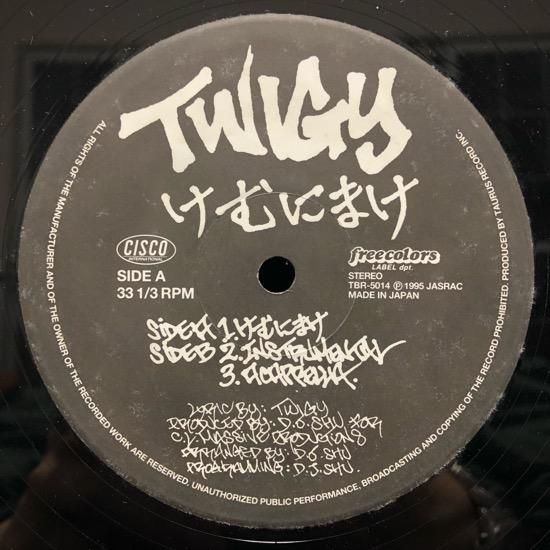 TWIGY
けむにまけ
CISCO
INTERNATIONAL
SIDE A
33 1/3 RPM
freecolors
LABEL dpt.
STEREO
TBR-5014 Ⓟ 1995 JASRAC
MADE IN JAPAN
SIDE A 1. けむにまけ
SIDE B 2. INSTRUMENTAL
3. ACAPPELLA.
LYRIC BY: TWIGY
PRODUCED BY: D.J. SHU FOR
C.K. MASSIVE PRODUCTIONS
ARRANGED BY: D.J. SHU
PROGRAMMING: D.J. SHU.
ALL RIGHTS OF THE MANUFACTURER AND OF THE OWNER OF THE RECORDED WORK ARE RESERVED. UNAUTHORIZED PUBLIC PERFORMANCE, BROADCASTING AND COPYING OF THE RECORD PROHIBITED. PRODUCED BY TAURUS RECORD INC.